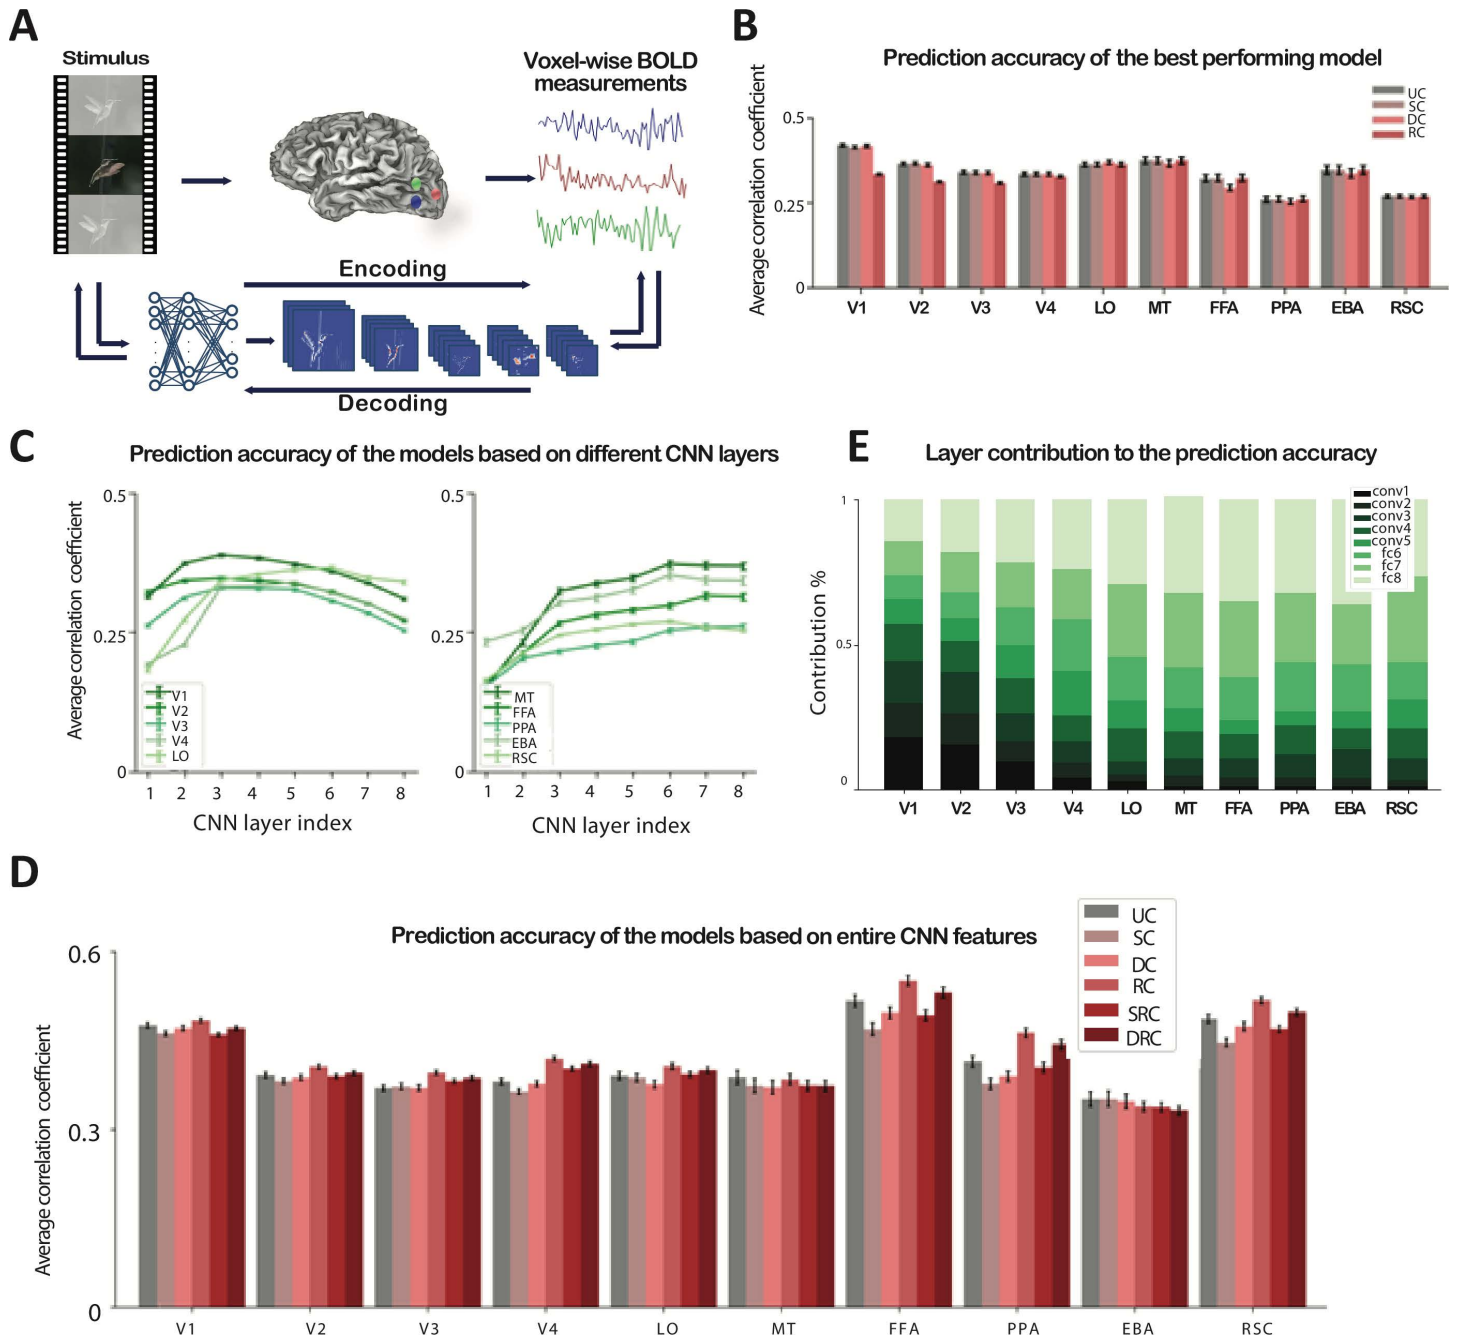 A
Stimulus
Voxel-wise BOLD
measurements
Encoding
Decoding
B
Prediction accuracy of the best performing model
Average correlation coefficient
0.5
0.25
0
UC
SC
DC
RC
V1 V2 V3 V4 LO MT FFA PPA EBA RSC
C
Prediction accuracy of the models based on different CNN layers
Average correlation coefficient
0.5
0.25
0
V1
V2
V3
V4
LO
1 2 3 4 5 6 7 8
CNN layer index
0.5
0.25
0
MT
FFA
PPA
EBA
RSC
1 2 3 4 5 6 7 8
CNN layer index
E
Layer contribution to the prediction accuracy
Contribution %
1
0.5
0
conv1
conv2
conv3
conv4
conv5
fc6
fc7
fc8
V1 V2 V3 V4 LO MT FFA PPA EBA RSC
D
Prediction accuracy of the models based on entire CNN features
Average correlation coefficient
0.6
0.3
0
UC
SC
DC
RC
SRC
DRC
V1 V2 V3 V4 LO MT FFA PPA EBA RSC